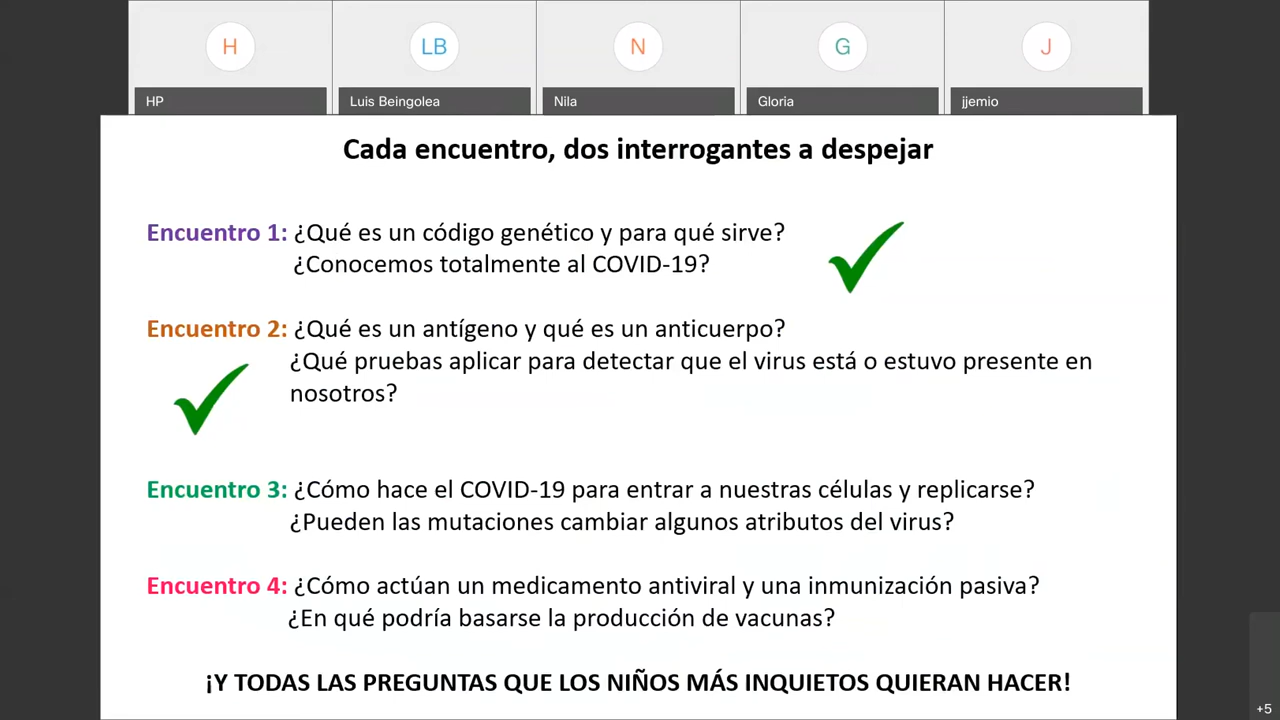 H
LB
N
G
J
HP
Luis Beingolea
Nila
Gloria
jjemio
Cada encuentro, dos interrogantes a despejar
Encuentro 1: ¿Qué es un código genético y para qué sirve?
¿Conocemos totalmente al COVID-19?
Encuentro 2: ¿Qué es un antígeno y qué es un anticuerpo?
¿Qué pruebas aplicar para detectar que el virus está o estuvo presente en
nosotros?
Encuentro 3: ¿Cómo hace el COVID-19 para entrar a nuestras células y replicarse?
¿Pueden las mutaciones cambiar algunos atributos del virus?
Encuentro 4: ¿Cómo actúan un medicamento antiviral y una inmunización pasiva?
¿En qué podría basarse la producción de vacunas?
¡Y TODAS LAS PREGUNTAS QUE LOS NIÑOS MÁS INQUIETOS QUIERAN HACER!
+5